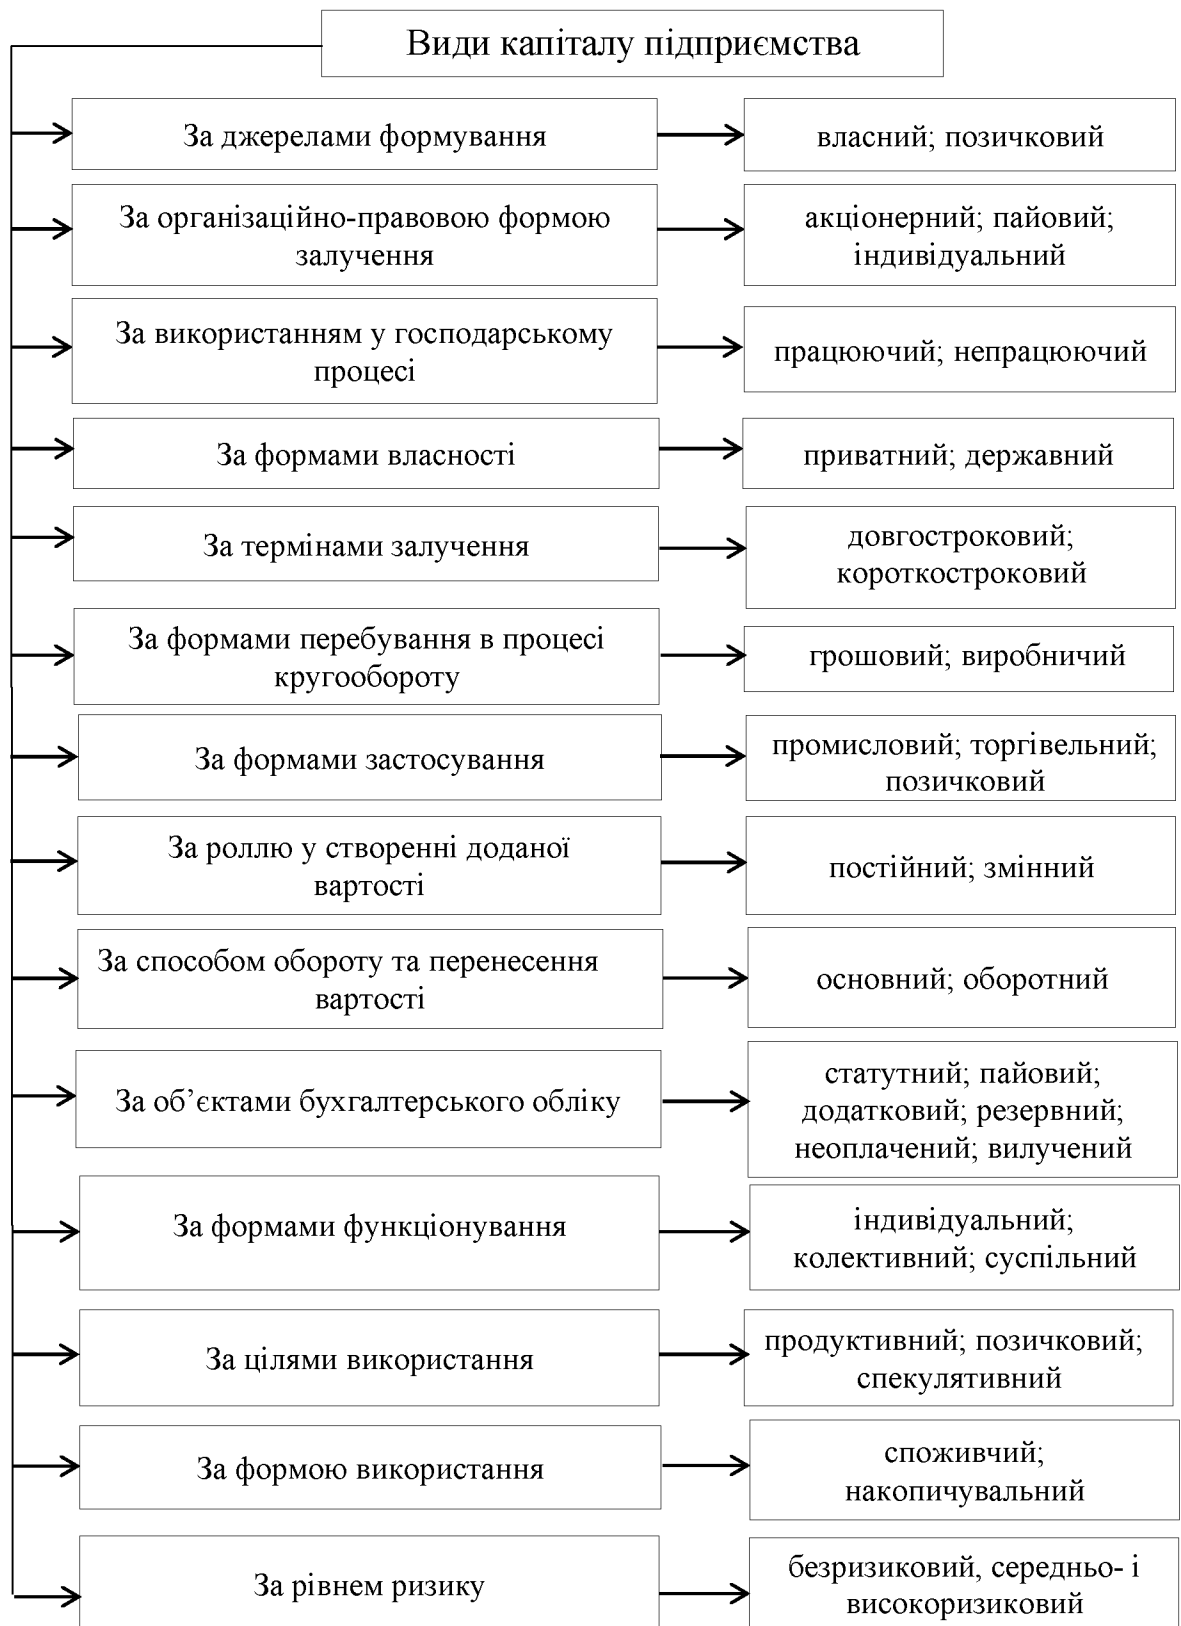 Види капіталу підприємства
За джерелами формування
власний; позичковий
За організаційно-правовою формою
залучення
акціонерний; пайовий;
індивідуальний
За використанням у господарському
процесі
працюючий; непрацюючий
За формами власності
приватний; державний
За термінами залучення
довгостроковий;
короткостроковий
За формами перебування в процесі
кругообороту
грошовий; виробничий
За формами застосування
промисловий; торгівельний;
позичковий
За роллю у створенні доданої
вартості
постійний; змінний
За способом обороту та перенесення
вартості
основний; оборотний
За об’єктами бухгалтерського обліку
статутний; пайовий;
додатковий; резервний;
неоплачений; вилучений
За формами функціонування
індивідуальний;
колективний; суспільний
За цілями використання
продуктивний; позичковий;
спекулятивний
За формою використання
споживчий;
накопичувальний
За рівнем ризику
безризиковий, середньо- і
високоризиковий